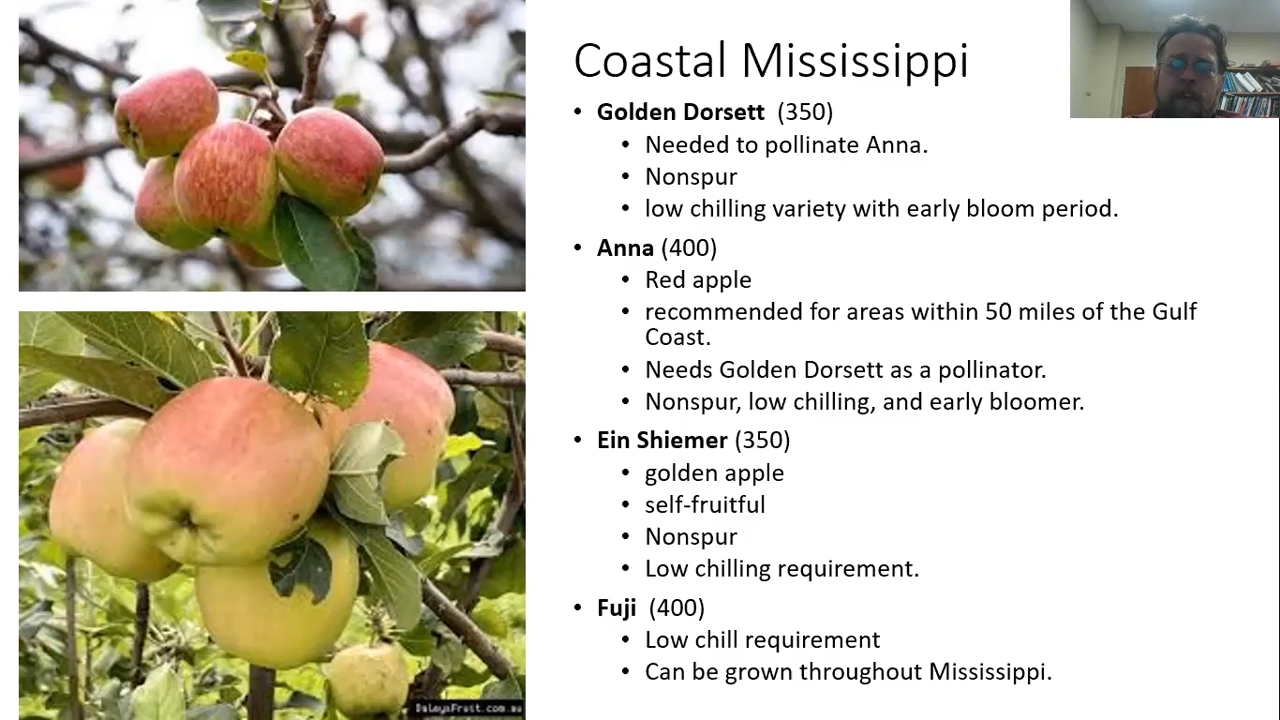 Coastal Mississippi
• Golden Dorsett (350)
• Needed to pollinate Anna.
• Nonspur
• low chilling variety with early bloom period.
• Anna (400)
• Red apple
• recommended for areas within 50 miles of the Gulf
Coast.
• Needs Golden Dorsett as a pollinator.
• Nonspur, low chilling, and early bloomer.
• Ein Shiemer (350)
• golden apple
• self-fruitful
• Nonspur
• Low chilling requirement.
• Fuji (400)
• Low chill requirement
• Can be grown throughout Mississippi.
DaleysFruit.com.au